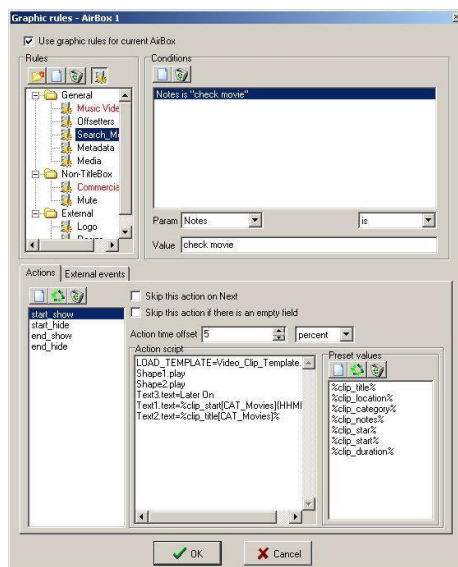 Graphic rules - AirBox 1
Use graphic rules for current AirBox
Rules
Conditions
General
Music Vide
Offsetters
Search_M
Metadata
Media
Non-TitleBox
Commercia
Mute
External
Logo
Notes is "check movie"
Param Notes is
Value check movie
Actions External events
start_show
start_hide
end_show
end_hide
Skip this action on Next
Skip this action if there is an empty field
Action time offset 5 percent
Action script
LOAD_TEMPLATE=Video_Clip_Template.
Shape1.play
Shape2.play
Text3.text=Later On
Text1.text=%clip_start[CAT_Movies](HHMM
Text2.text=%clip_title[CAT_Movies]%
Preset values
%clip_title%
%clip_location%
%clip_category%
%clip_notes%
%clip_star%
%clip_start%
%clip_duration%
OK Cancel